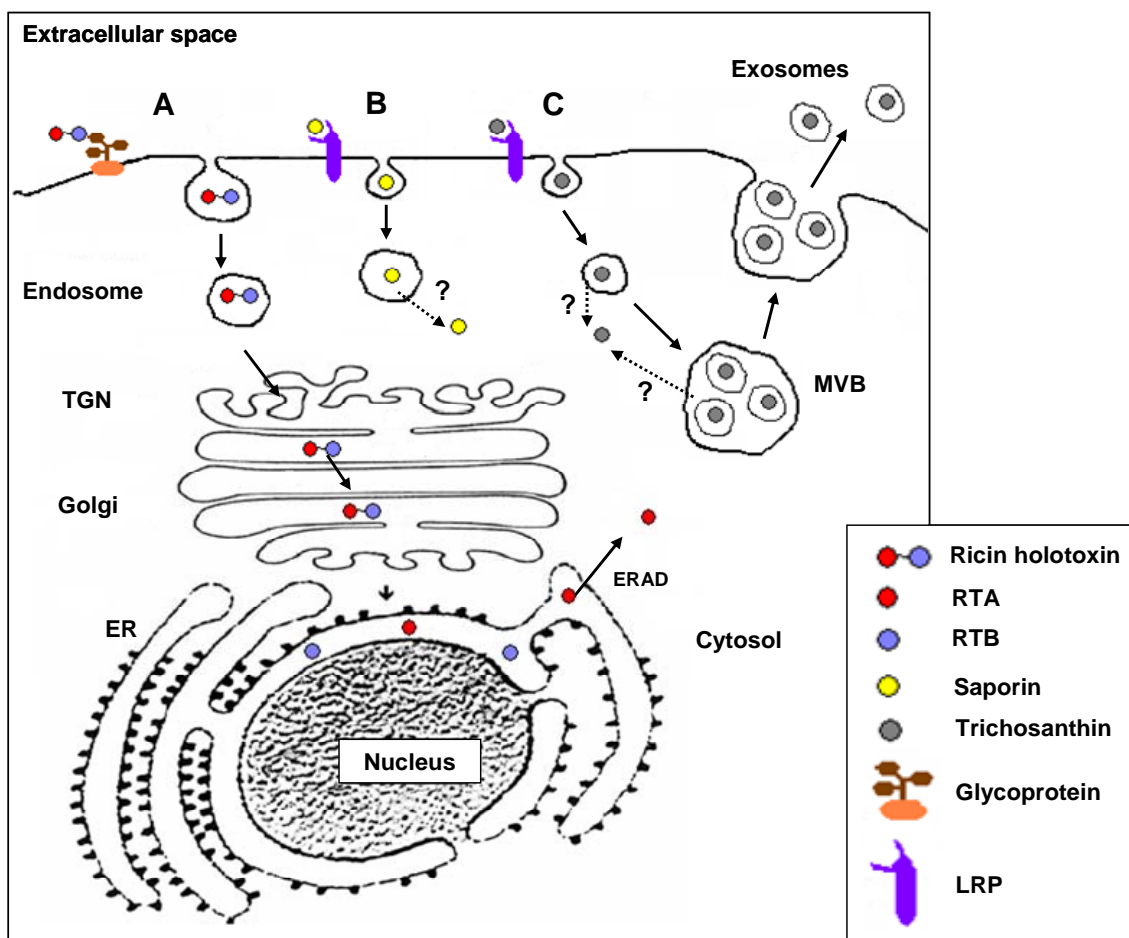 Extracellular space
Exosomes
A
B
C
Endosome
?
?
?
MVB
TGN
Golgi
ERAD
ER
Cytosol
Nucleus
Ricin holotoxin
RTA
RTB
Saporin
Trichosanthin
Glycoprotein
LRP